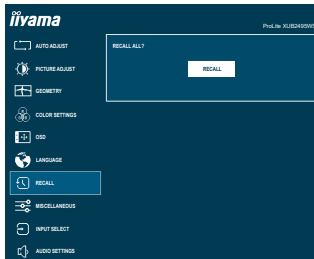 iiyama
ProLite XUB2495WS
AUTO ADJUST
RECALL ALL?
PICTURE ADJUST
RECALL
GEOMETRY
COLOR SETTINGS
OSD
LANGUAGE
RECALL
MISCELLANEOUS
INPUT SELECT
AUDIO SETTINGS